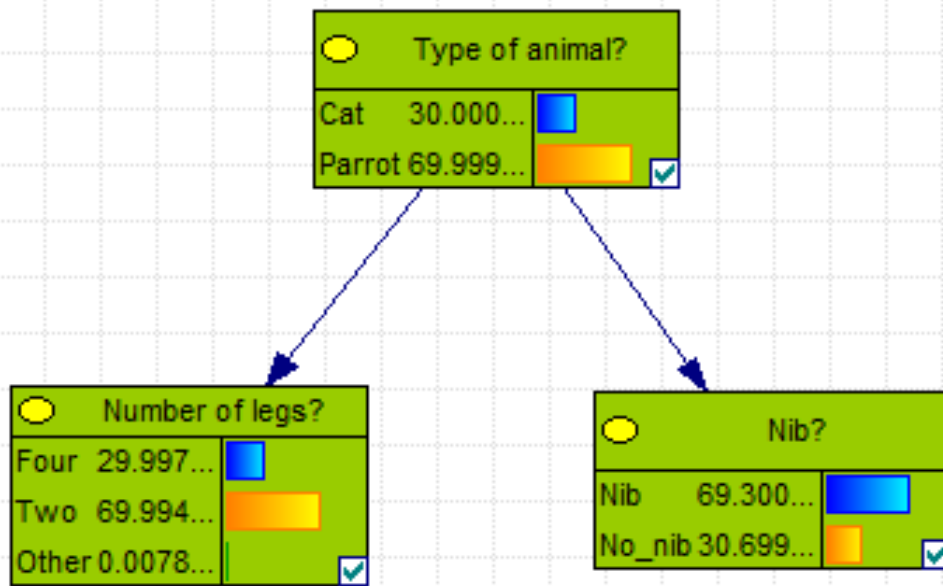 Type of animal?
Cat 30.000...
Parrot 69.999...
Number of legs?
Four 29.997...
Two 69.994...
Other 0.0078...
Nib?
Nib 69.300...
No_nib 30.699...